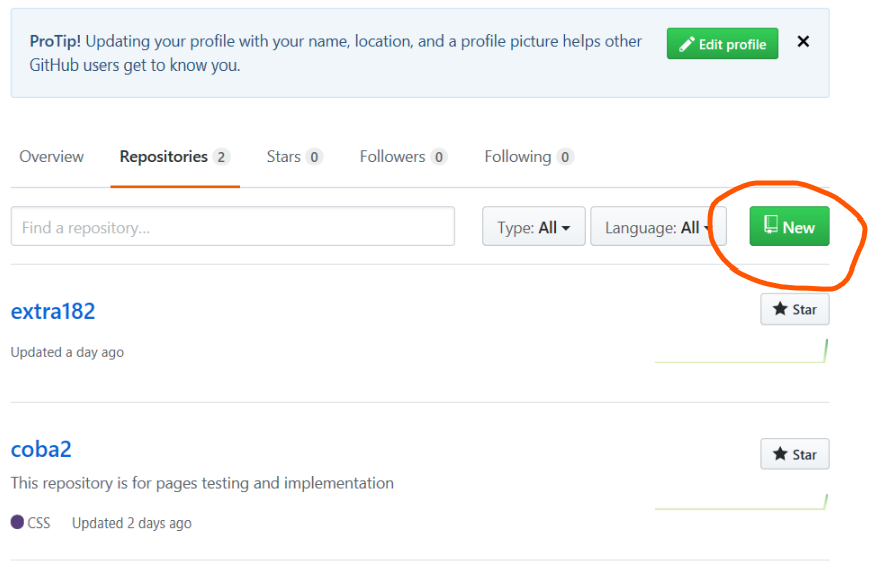 ProTip! Updating your profile with your name, location, and a profile picture helps other
GitHub users get to know you.
Edit profile
Overview Repositories 2 Stars 0 Followers 0 Following 0
Find a repository... Type: All Language: All New
extra182
Star
Updated a day ago
coba2
Star
This repository is for pages testing and implementation
CSS Updated 2 days ago